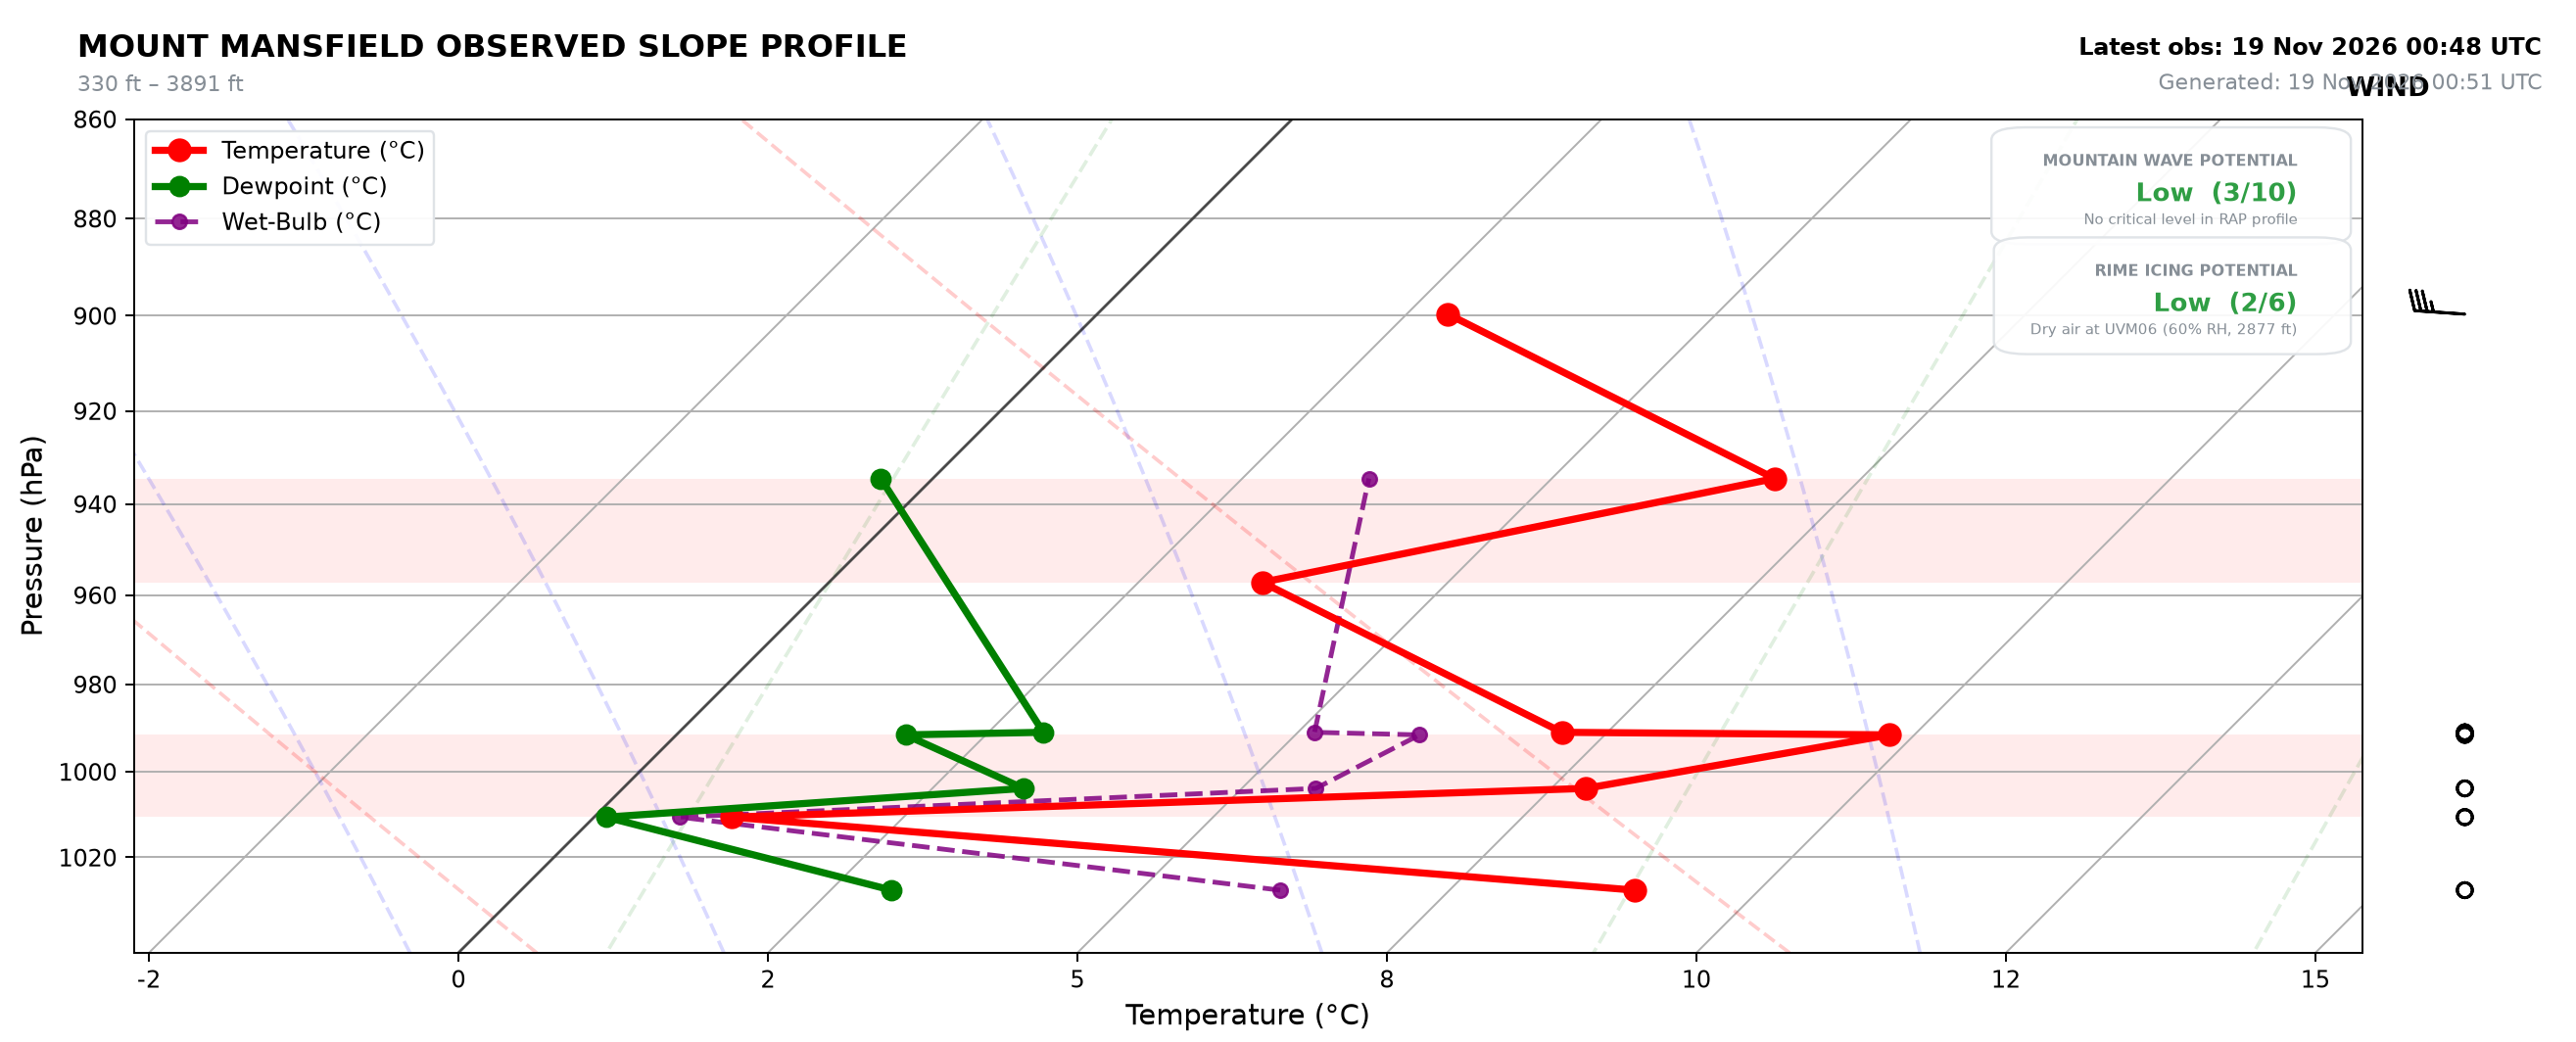 MOUNT MANSFIELD OBSERVED SLOPE PROFILE
330 ft – 3891 ft
Latest obs: 19 Nov 2026 00:48 UTC
Generated: 19 Nov 2026 00:51 UTC
WIND
Temperature (°C)
Dewpoint (°C)
Wet-Bulb (°C)
MOUNTAIN WAVE POTENTIAL
Low (3/10)
No critical level in RAP profile
RIME ICING POTENTIAL
Low (2/6)
Dry air at UVM06 (60% RH, 2877 ft)
Pressure (hPa)
860
880
900
920
940
960
980
1000
1020
-2 0 2 5 8 10 12 15
Temperature (°C)